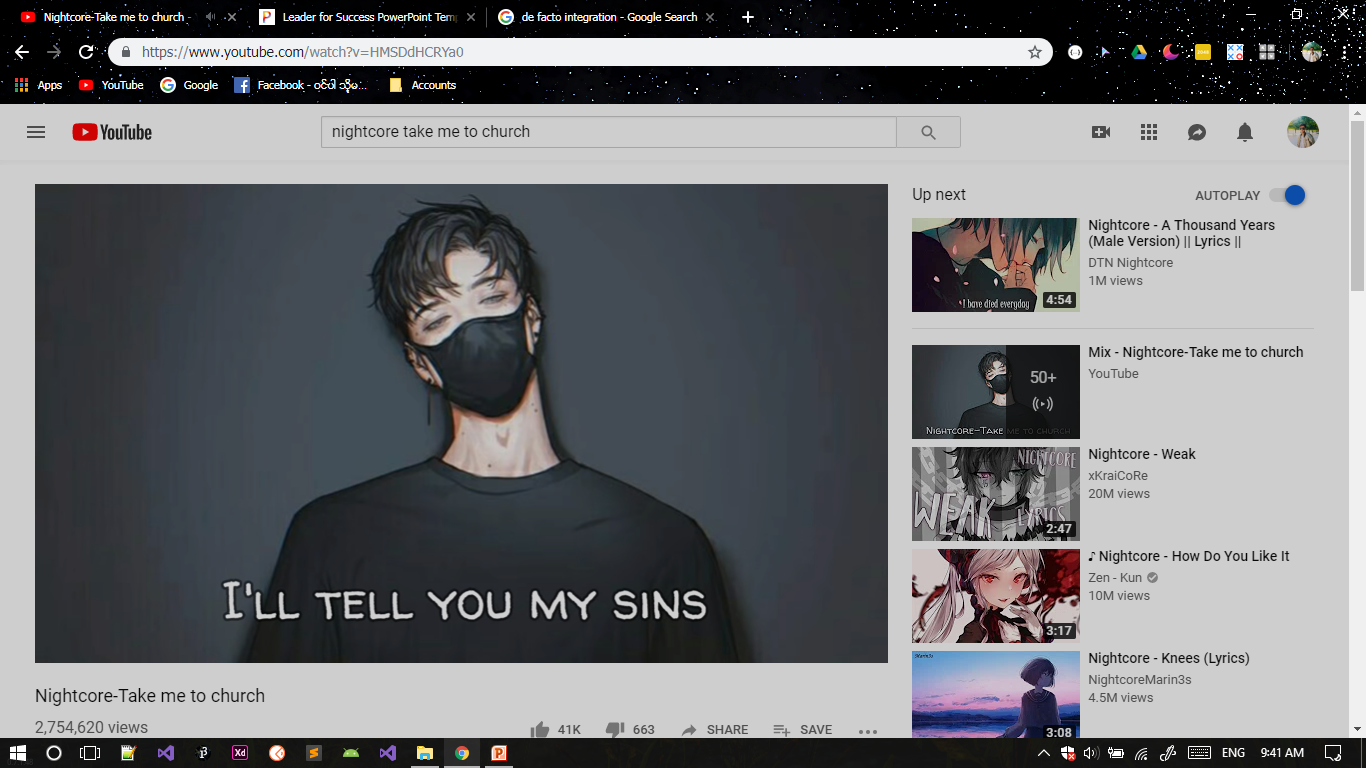 Nightcore-Take me to church -
Leader for Success PowerPoint Temp
de facto integration - Google Search
https://www.youtube.com/watch?v=HMSDdHCRYa0
Apps
YouTube
Google
Facebook - ဝင်ပါ သို့မ...
Accounts
YouTube
nightcore take me to church
I'LL TELL YOU MY SINS
Nightcore-Take me to church
2,754,620 views
41K
663
SHARE
SAVE
Up next
AUTOPLAY
I have died everyday
4:54
Nightcore - A Thousand Years
(Male Version) || Lyrics ||
DTN Nightcore
1M views
50+
NIGHTCORE-TAKE ME TO CHURCH
Mix - Nightcore-Take me to church
YouTube
NIGHTCORE
WEAK
LYRICS
2:47
Nightcore - Weak
xKraiCoRe
20M views
3:17
♪ Nightcore - How Do You Like It
Zen - Kun
10M views
3:08
Nightcore - Knees (Lyrics)
NightcoreMarin3s
4.5M views
Xd
ENG
9:41 AM